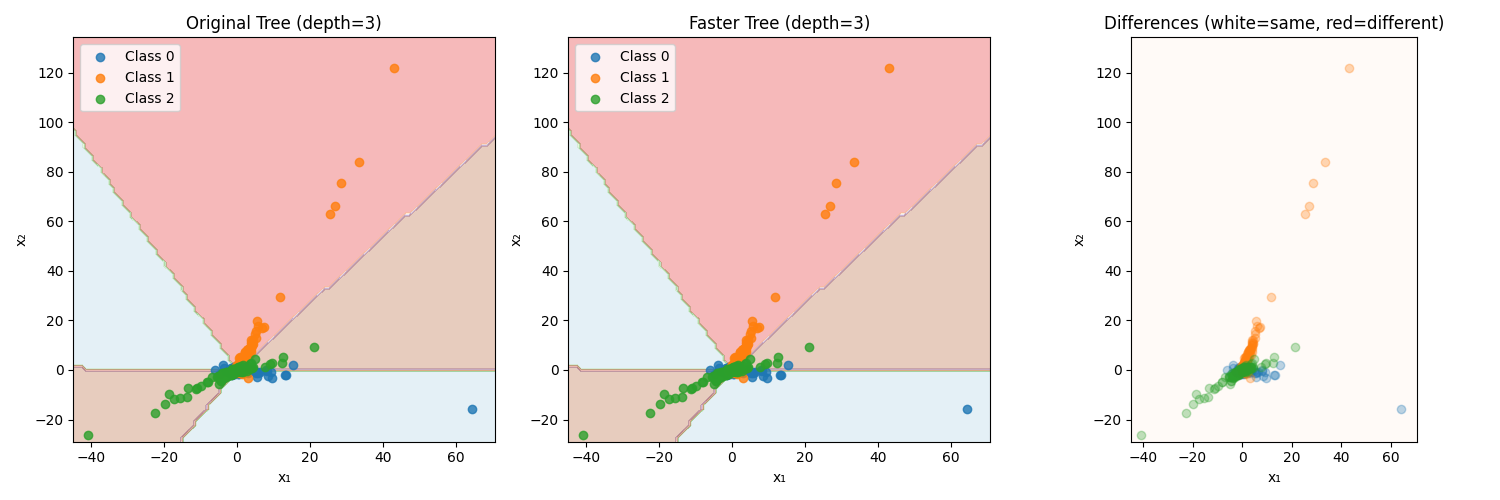 Original Tree (depth=3)
Class 0
Class 1
Class 2
120
100
80
60
40
20
0
−20
−40
−20
0
20
40
60
x₁
x₂
Faster Tree (depth=3)
Class 0
Class 1
Class 2
120
100
80
60
40
20
0
−20
−40
−20
0
20
40
60
x₁
x₂
Differences (white=same, red=different)
120
100
80
60
40
20
0
−20
−40
−20
0
20
40
60
x₁
x₂